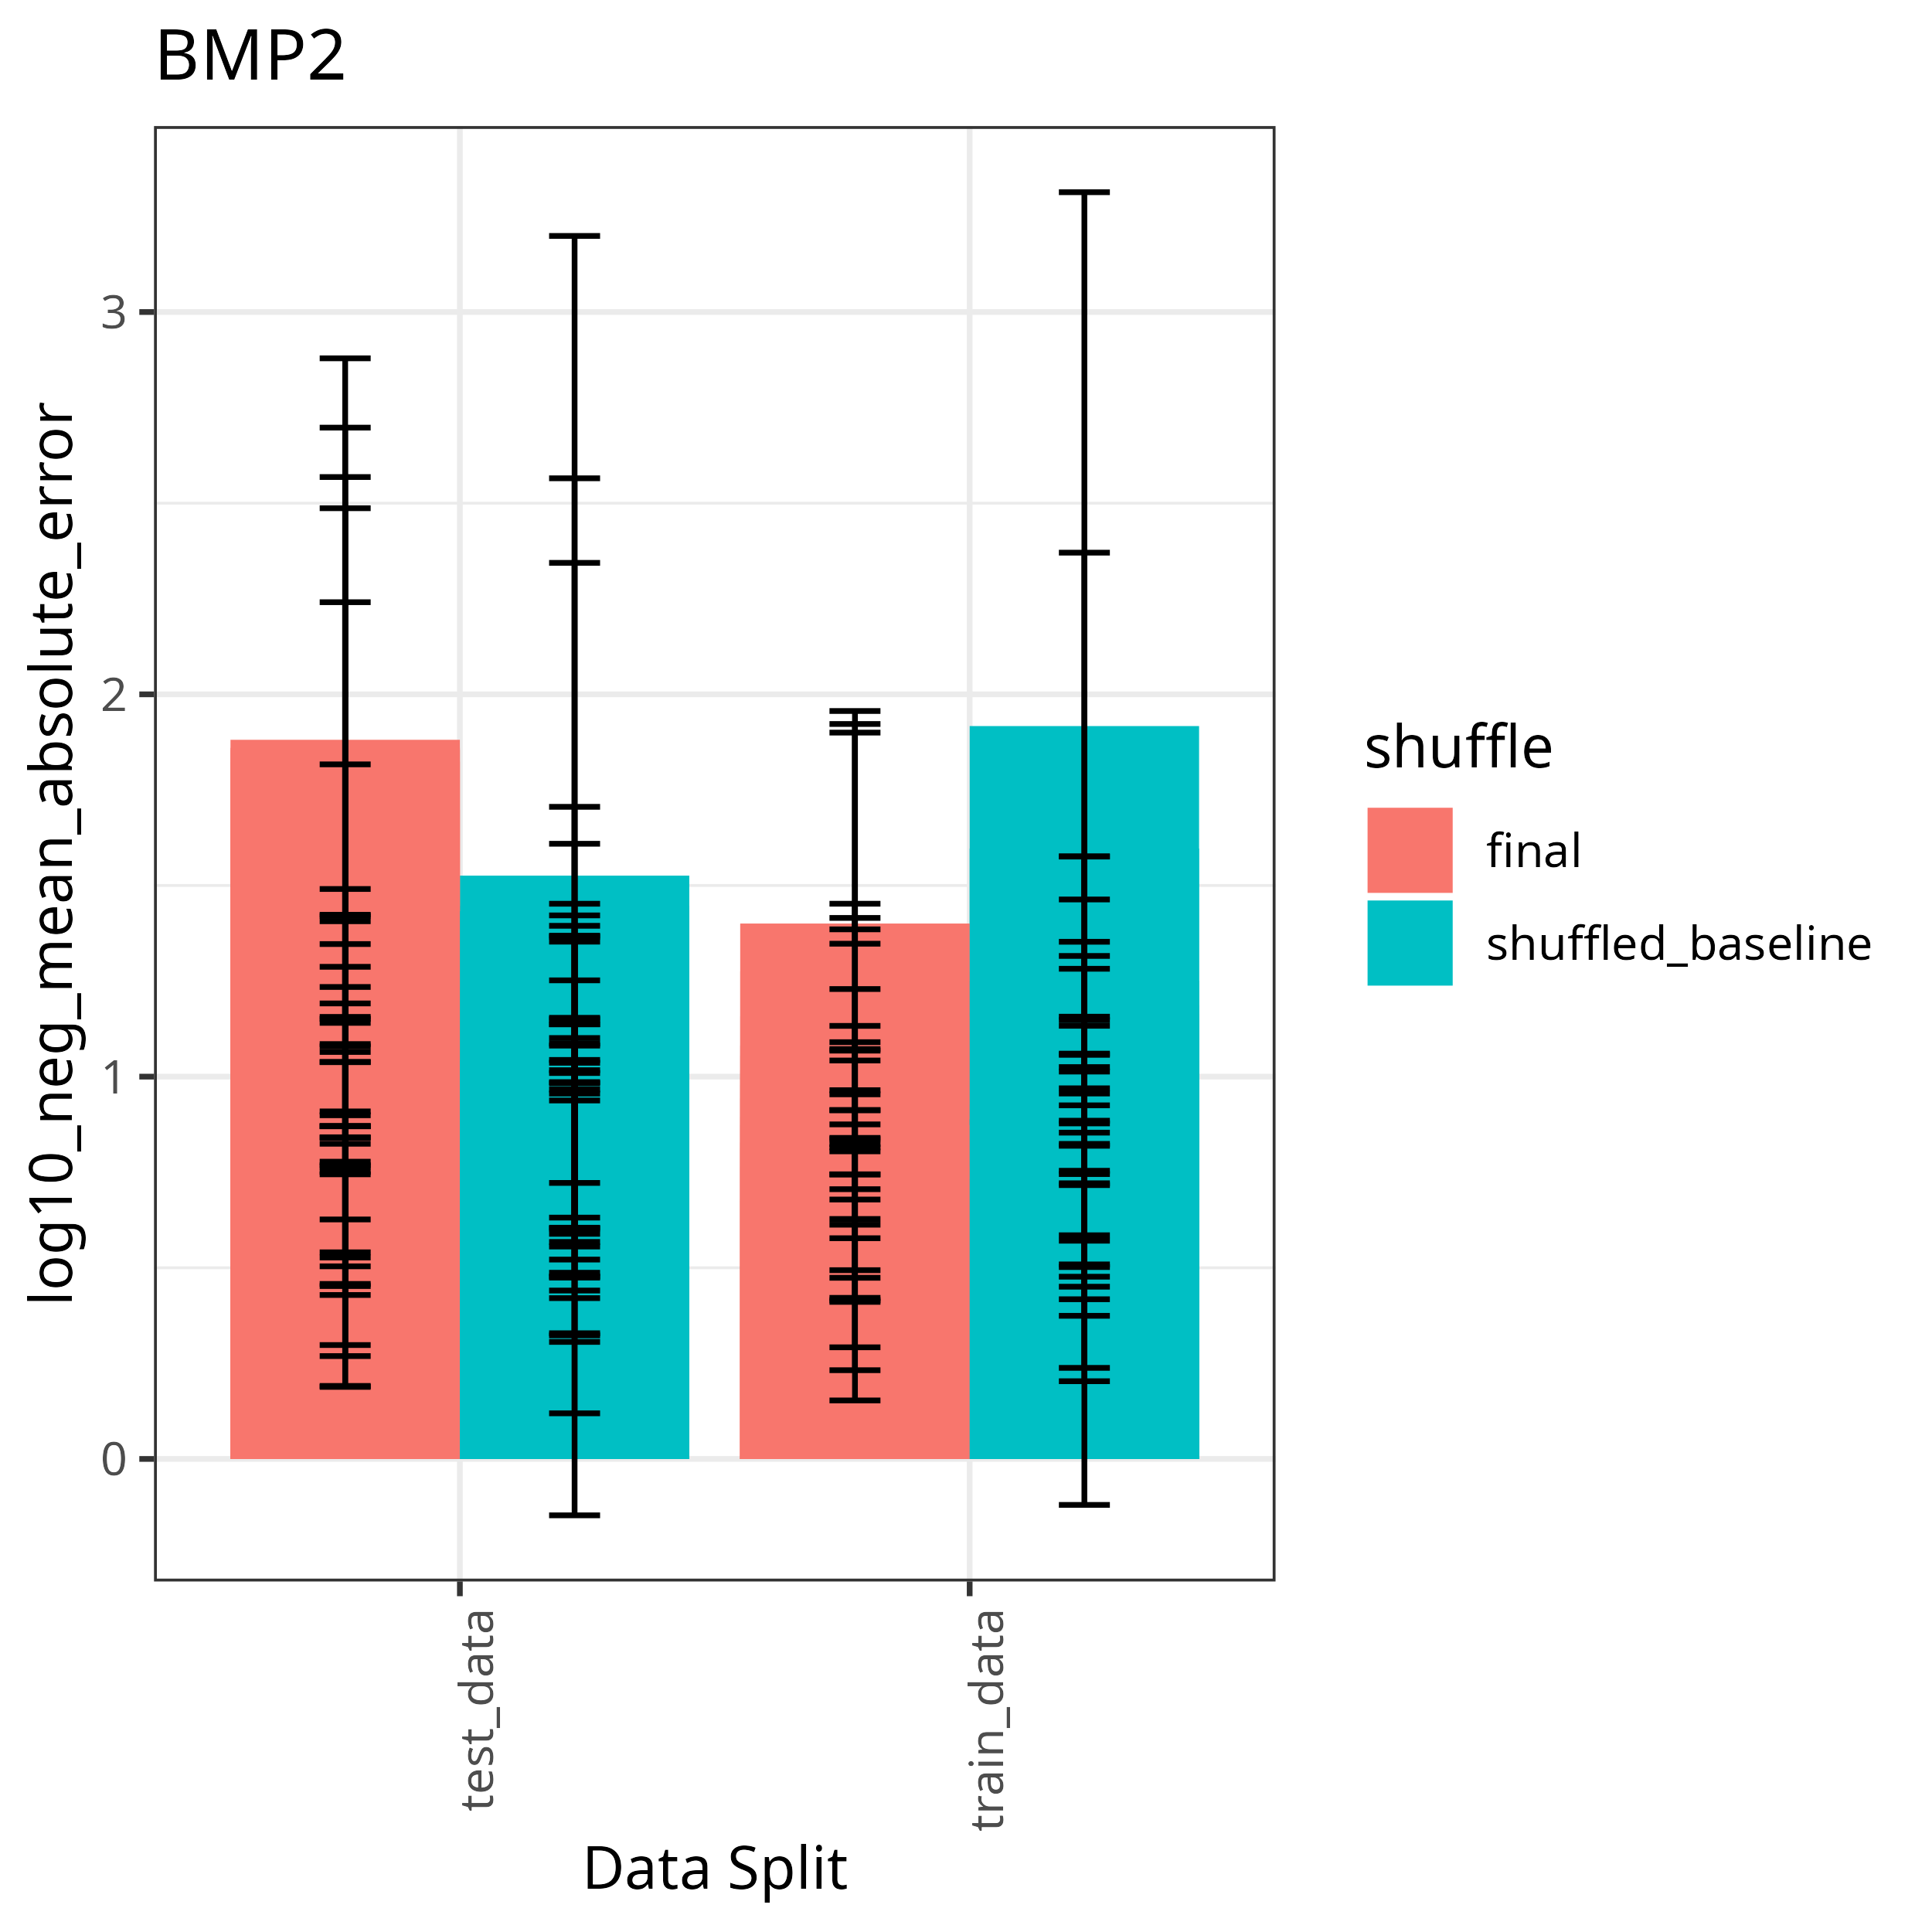 BMP2
log10_neg_mean_absolute_error
3
2
1
0
test_data
train_data
Data Split
shuffle
final
shuffled_baseline